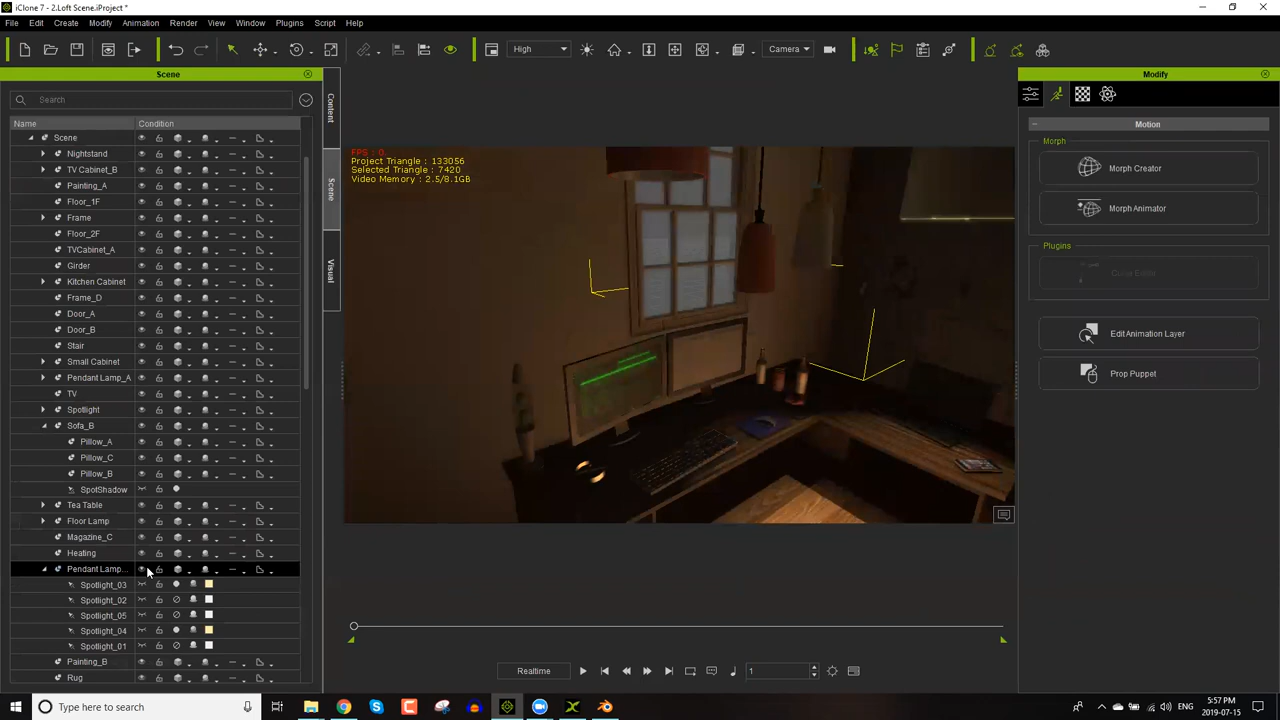 iClone 7 - 2.Loft Scene.iProject *
File Edit Create Modify Animation Render View Window Plugins Script Help
High
Camera
Scene
Modify
Search
Content
Scene
Visual
Name Condition
Scene
Nightstand
TV Cabinet_B
Painting_A
Floor_1F
Frame
Floor_2F
TVCabinet_A
Girder
Kitchen Cabinet
Frame_D
Door_A
Door_B
Stair
Small Cabinet
Pendant Lamp_A
TV
Spotlight
Sofa_B
Pillow_A
Pillow_C
Pillow_B
SpotShadow
Tea Table
Floor Lamp
Magazine_C
Heating
Pendant Lamp...
Spotlight_03
Spotlight_02
Spotlight_05
Spotlight_04
Spotlight_01
Painting_B
Rug
FPS : 0
Project Triangle : 133056
Selected Triangle : 7420
Video Memory : 2.5/8.1GB
Motion
Morph
Morph Creator
Morph Animator
Plugins
Curve Editor
Edit Animation Layer
Prop Puppet
Realtime
1
Type here to search
ENG
5:57 PM
2019-07-15